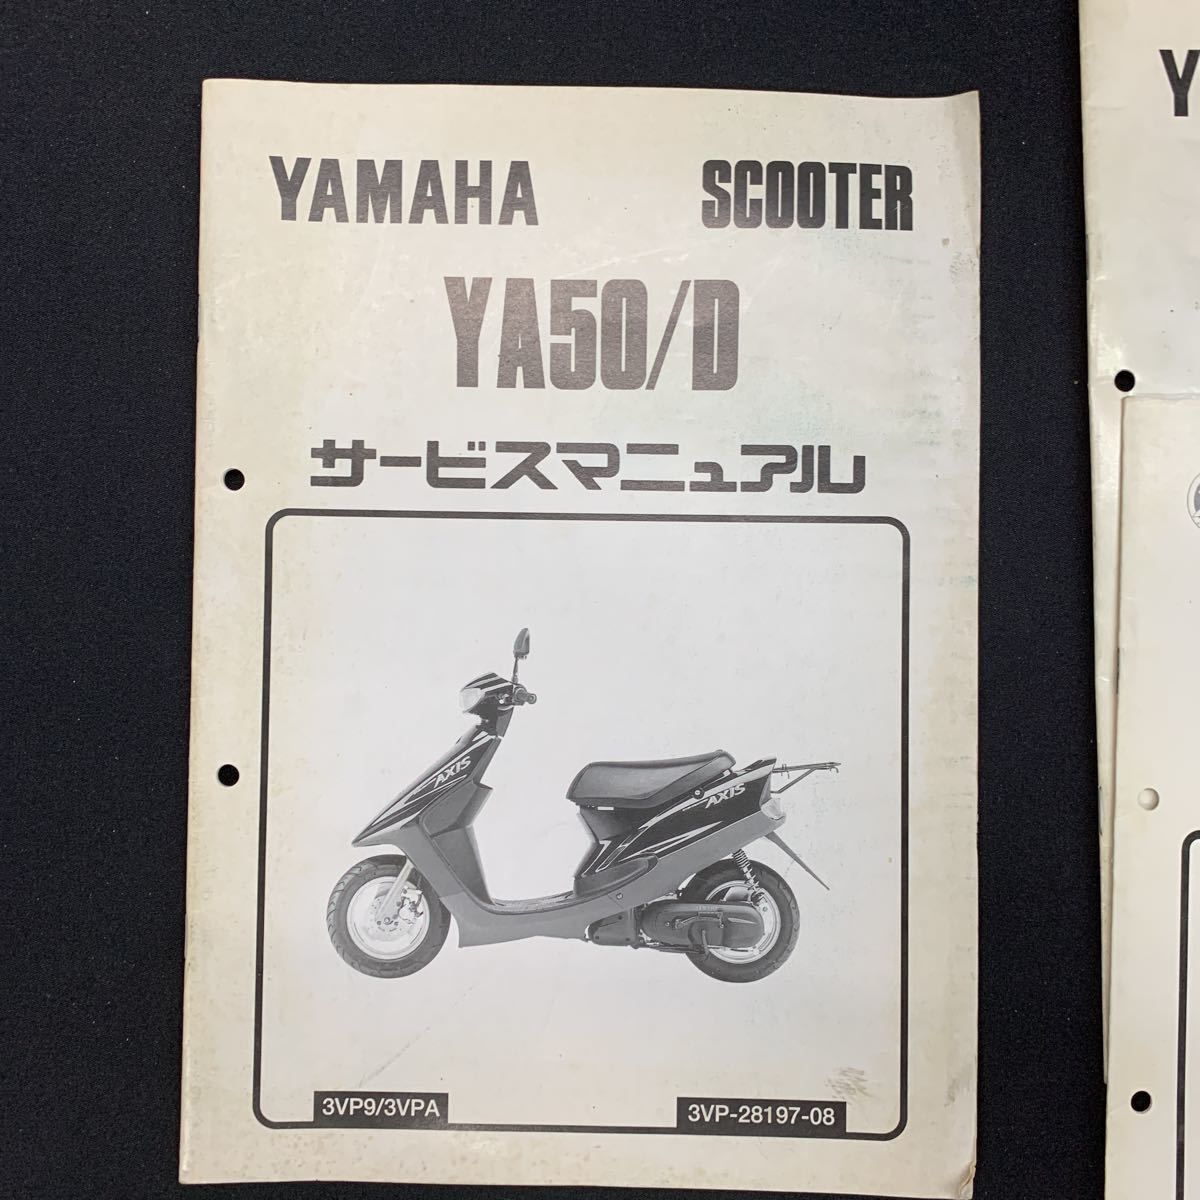 YAMAHA SCOOTER
YA50/D
サービスマニュアル
AXIS
AXIS
3VP9/3VPA
3VP-28197-08
Y